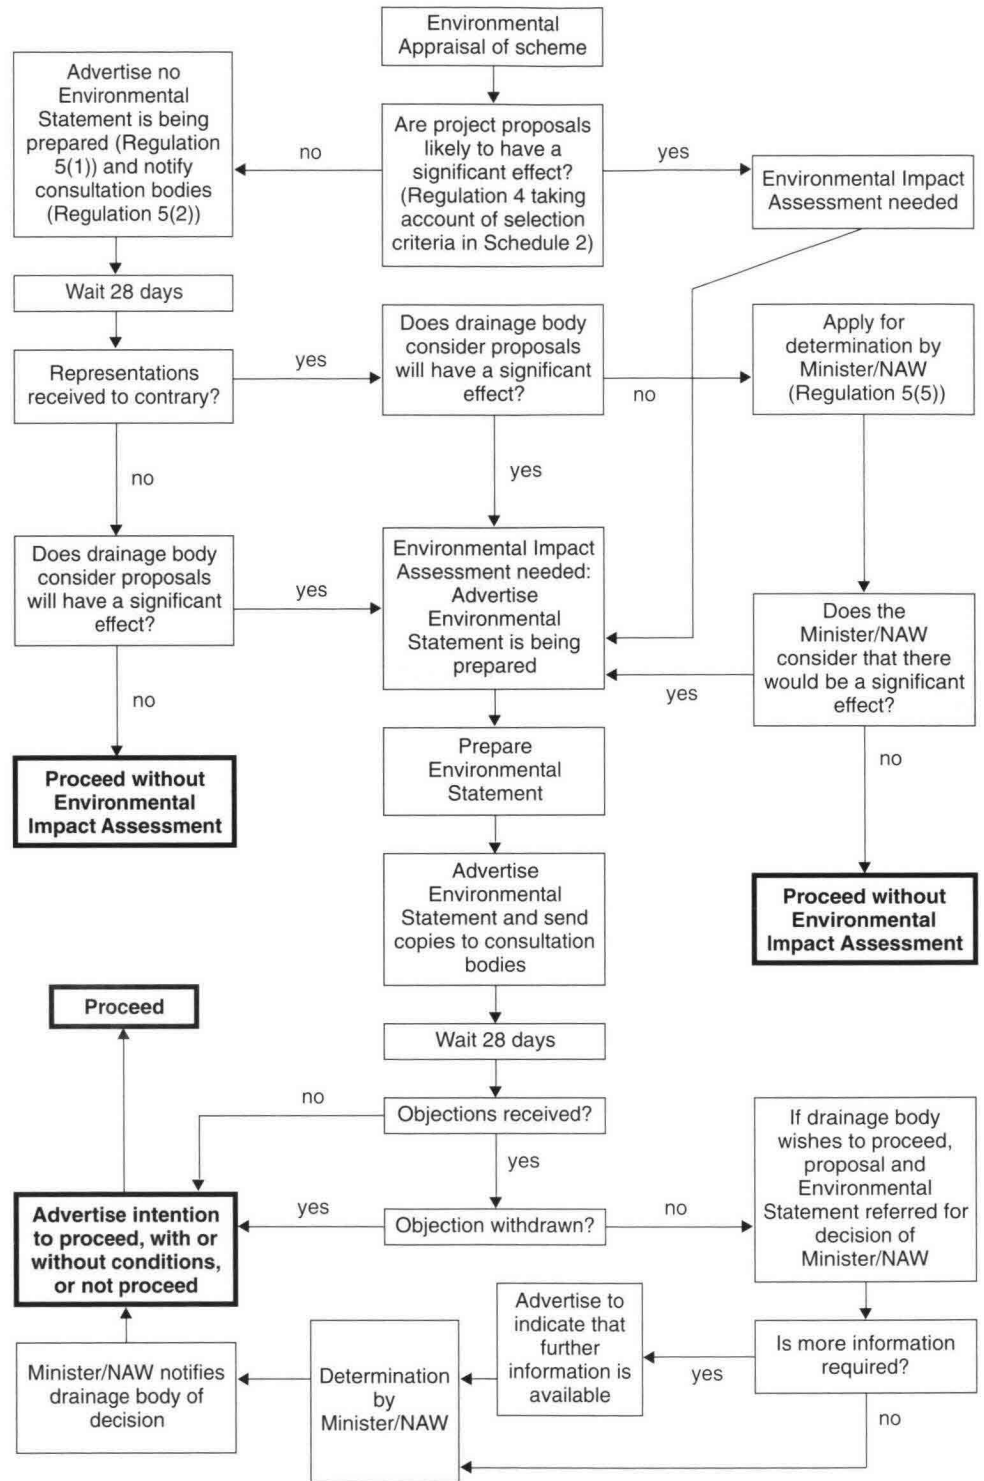 Environmental
Appraisal of scheme
Advertise no
Environmental
Statement is being
prepared (Regulation
5(1)) and notify
consultation bodies
(Regulation 5(2))
no
Are project proposals
likely to have a
significant effect?
(Regulation 4 taking
account of selection
criteria in Schedule 2)
yes
Environmental Impact
Assessment needed
Wait 28 days
Representations
received to contrary?
yes
Does drainage body
consider proposals
will have a significant
effect?
no
Apply for
determination by
Minister/NAW
(Regulation 5(5))
no
yes
Does drainage body
consider proposals
will have a significant
effect?
yes
Environmental Impact
Assessment needed:
Advertise
Environmental
Statement is being
prepared
yes
Does the
Minister/NAW
consider that there
would be a significant
effect?
no
no
Proceed without
Environmental
Impact Assessment
Prepare
Environmental
Statement
Advertise
Environmental
Statement and send
copies to consultation
bodies
Proceed without
Environmental
Impact Assessment
Proceed
Wait 28 days
no
Objections received?
yes
If drainage body
wishes to proceed,
proposal and
Environmental
Statement referred for
decision of
Minister/NAW
Advertise intention
to proceed, with or
without conditions,
or not proceed
yes
Objection withdrawn?
no
Minister/NAW notifies
drainage body of
decision
Determination
by
Minister/NAW
Advertise to
indicate that
further
information is
available
yes
Is more information
required?
no